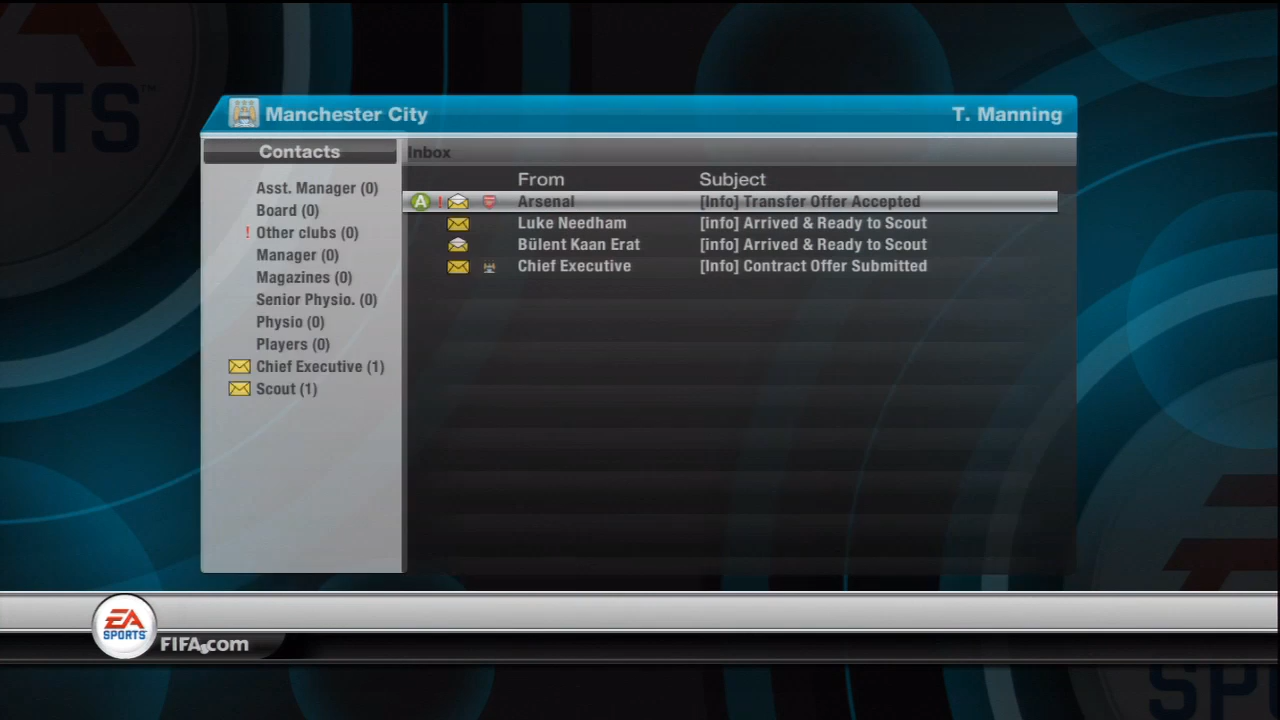 RTS™
Manchester City
T. Manning
Contacts
Inbox
From Subject
Asst. Manager (0)
Board (0)
! Other clubs (0)
Manager (0)
Magazines (0)
Senior Physio. (0)
Physio (0)
Players (0)
Chief Executive (1)
Scout (1)
A ! Arsenal [Info] Transfer Offer Accepted
Luke Needham [info] Arrived & Ready to Scout
Bülent Kaan Erat [info] Arrived & Ready to Scout
Chief Executive [Info] Contract Offer Submitted
EA
SPORTS
FIFA.com
SP